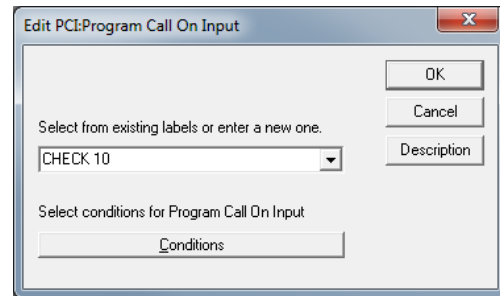 Edit PCI:Program Call On Input
OK
Cancel
Select from existing labels or enter a new one.
Description
CHECK 10
Select conditions for Program Call On Input
Conditions